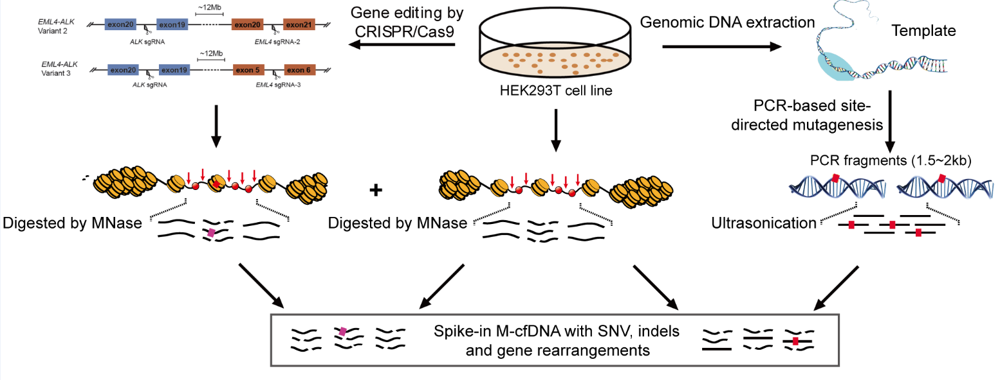 ~12Mb
EML4-ALK
Variant 2
exon20
exon19
exon20
exon21
ALK sgRNA
EML4 sgRNA-2
~12Mb
EML4-ALK
Variant 3
exon20
exon19
exon 5
exon 6
ALK sgRNA
EML4 sgRNA-3
Gene editing by
CRISPR/Cas9
HEK293T cell line
Genomic DNA extraction
Template
PCR-based site-
directed mutagenesis
PCR fragments (1.5~2kb)
+
Digested by MNase
Digested by MNase
Ultrasonication
Spike-in M-cfDNA with SNV, indels
and gene rearrangements